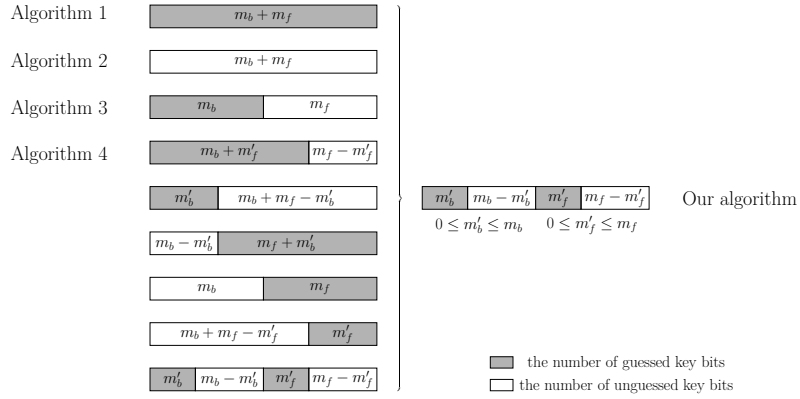 Algorithm 1 m_b + m_f
Algorithm 2 m_b + m_f
Algorithm 3 m_b m_f
Algorithm 4 m_b + m'_f m_f − m'_f
m'_b m_b + m_f − m'_b
m'_b m_b − m'_b m'_f m_f − m'_f Our algorithm
0 ≤ m'_b ≤ m_b 0 ≤ m'_f ≤ m_f
m_b − m'_b m_f + m'_b
m_b m_f
m_b + m_f − m'_f m'_f
m'_b m_b − m'_b m'_f m_f − m'_f
the number of guessed key bits
the number of unguessed key bits